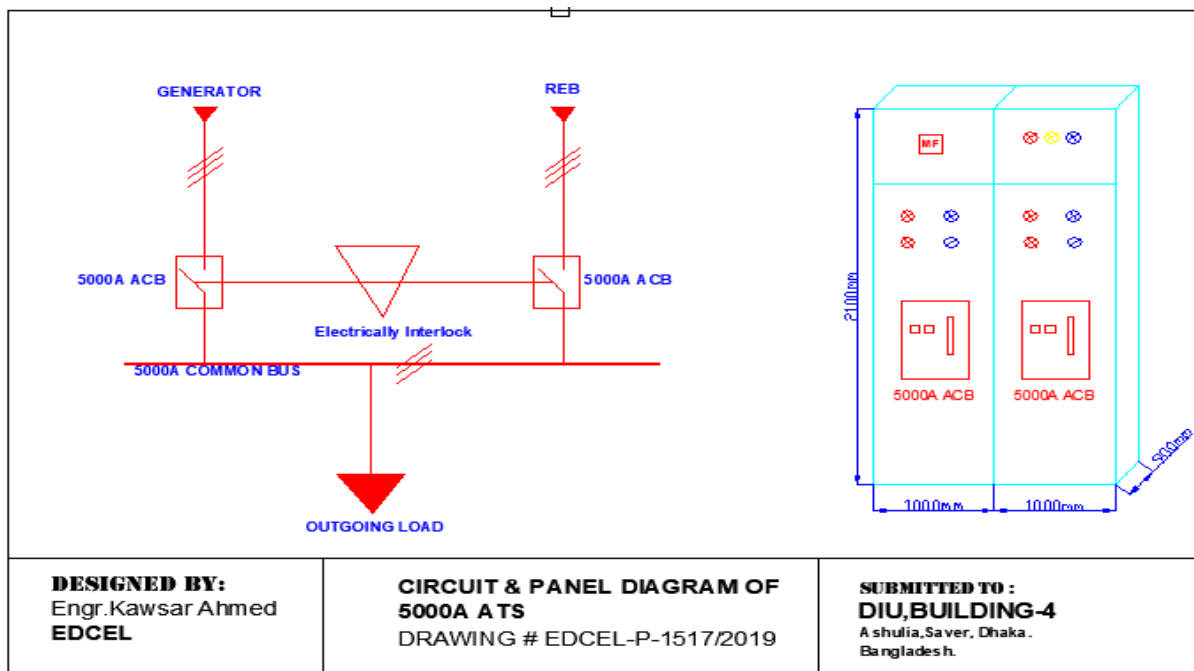 GENERATOR
REB
5000A ACB
5000A ACB
Electrically Interlock
5000A COMMON BUS
OUTGOING LOAD
MF
2100mm
5000A ACB
5000A ACB
900mm
1000mm
1000mm
DESIGNED BY:
Engr.Kawsar Ahmed
EDCEL
CIRCUIT & PANEL DIAGRAM OF
5000A ATS
DRAWING # EDCEL-P-1517/2019
SUBMITTED TO :
DIU,BUILDING-4
Ashulia,Saver, Dhaka.
Bangladesh.